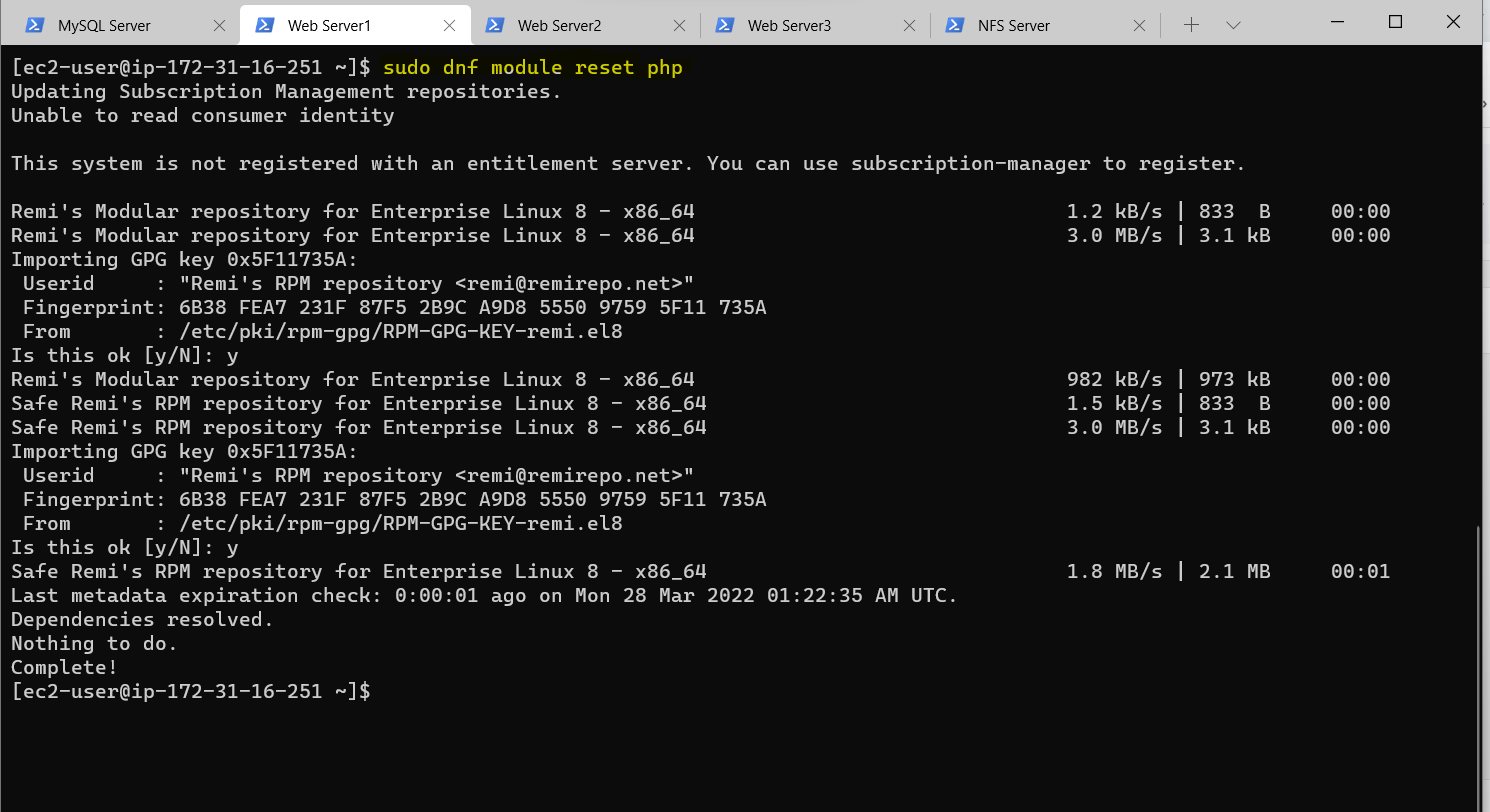 MySQL Server Web Server1 Web Server2 Web Server3 NFS Server
[ec2-user@ip-172-31-16-251 ~]$ sudo dnf module reset php
Updating Subscription Management repositories.
Unable to read consumer identity
This system is not registered with an entitlement server. You can use subscription-manager to register.
Remi's Modular repository for Enterprise Linux 8 - x86_64 1.2 kB/s | 833 B 00:00
Remi's Modular repository for Enterprise Linux 8 - x86_64 3.0 MB/s | 3.1 kB 00:00
Importing GPG key 0x5F11735A:
Userid : "Remi's RPM repository <remi@remirepo.net>"
Fingerprint: 6B38 FEA7 231F 87F5 2B9C A9D8 5550 9759 5F11 735A
From : /etc/pki/rpm-gpg/RPM-GPG-KEY-remi.el8
Is this ok [y/N]: y
Remi's Modular repository for Enterprise Linux 8 - x86_64 982 kB/s | 973 kB 00:00
Safe Remi's RPM repository for Enterprise Linux 8 - x86_64 1.5 kB/s | 833 B 00:00
Safe Remi's RPM repository for Enterprise Linux 8 - x86_64 3.0 MB/s | 3.1 kB 00:00
Importing GPG key 0x5F11735A:
Userid : "Remi's RPM repository <remi@remirepo.net>"
Fingerprint: 6B38 FEA7 231F 87F5 2B9C A9D8 5550 9759 5F11 735A
From : /etc/pki/rpm-gpg/RPM-GPG-KEY-remi.el8
Is this ok [y/N]: y
Safe Remi's RPM repository for Enterprise Linux 8 - x86_64 1.8 MB/s | 2.1 MB 00:01
Last metadata expiration check: 0:00:01 ago on Mon 28 Mar 2022 01:22:35 AM UTC.
Dependencies resolved.
Nothing to do.
Complete!
[ec2-user@ip-172-31-16-251 ~]$